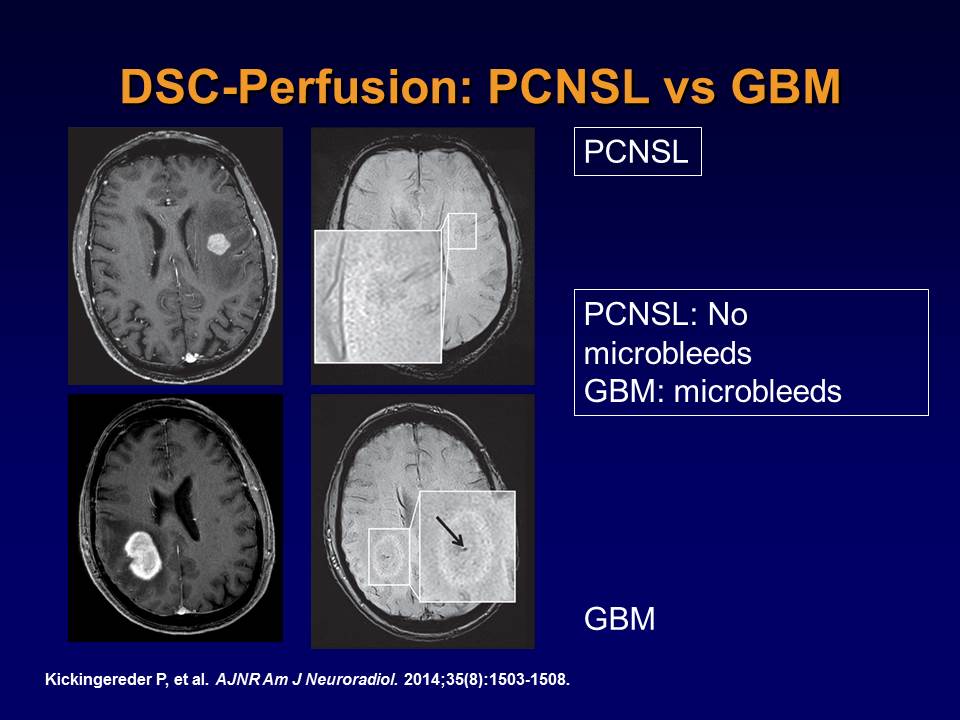 DSC-Perfusion: PCNSL vs GBM
PCNSL
PCNSL: No
microbleeds
GBM: microbleeds
GBM
Kickingereder P, et al. AJNR Am J Neuroradiol. 2014;35(8):1503-1508.